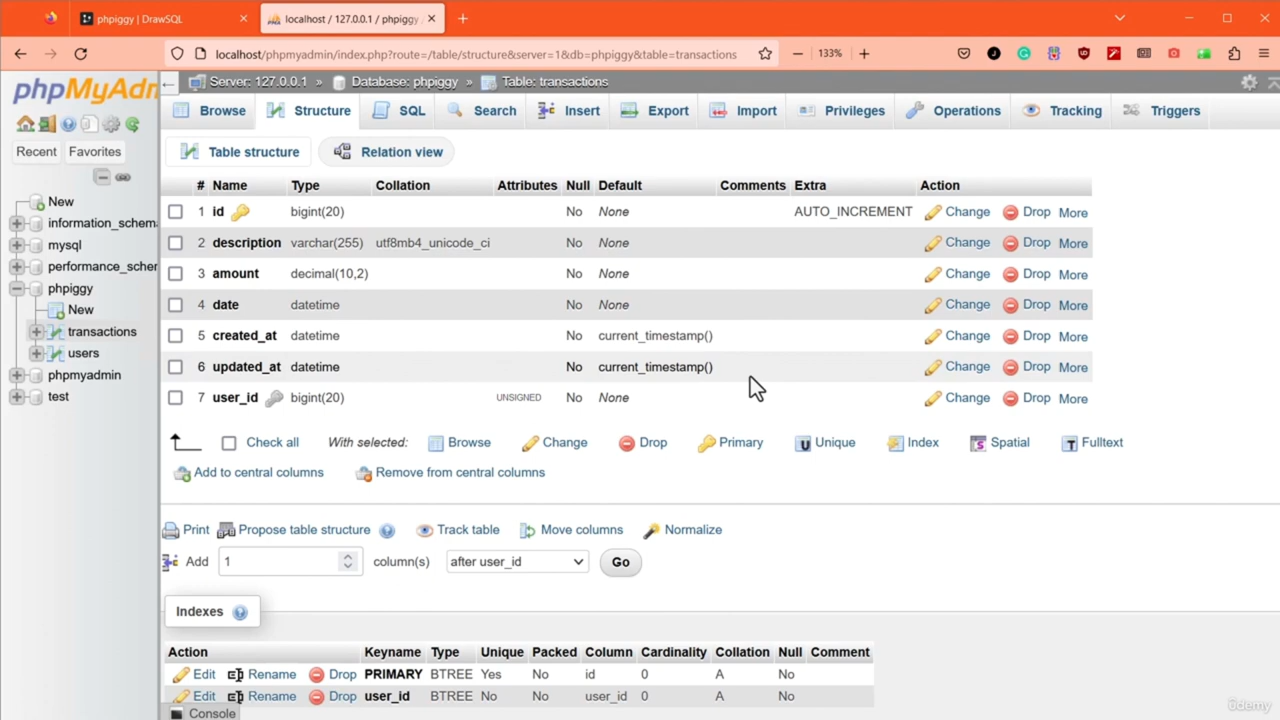 phpiggy | DrawSQL
localhost / 127.0.0.1 / phpiggy
localhost/phpmyadmin/index.php?route=/table/structure&server=1&db=phpiggy&table=transactions
133%
phpMyAdm
Server: 127.0.0.1 » Database: phpiggy » Table: transactions
Browse Structure SQL Search Insert Export Import Privileges Operations Tracking Triggers
Recent Favorites
New
information_schem
mysql
performance_scher
phpiggy
New
transactions
users
phpmyadmin
test
Table structure Relation view
# Name Type Collation Attributes Null Default Comments Extra Action
1 id bigint(20) No None AUTO_INCREMENT Change Drop More
2 description varchar(255) utf8mb4_unicode_ci No None Change Drop More
3 amount decimal(10,2) No None Change Drop More
4 date datetime No None Change Drop More
5 created_at datetime No current_timestamp() Change Drop More
6 updated_at datetime No current_timestamp() Change Drop More
7 user_id bigint(20) UNSIGNED No None Change Drop More
Check all With selected: Browse Change Drop Primary Unique Index Spatial Fulltext
Add to central columns Remove from central columns
Print Propose table structure Track table Move columns Normalize
Add 1 column(s) after user_id Go
Indexes
Action Keyname Type Unique Packed Column Cardinality Collation Null Comment
Edit Rename Drop PRIMARY BTREE Yes No id 0 A No
Edit Rename Drop user_id BTREE No No user_id 0 A No
Console
ûdemy